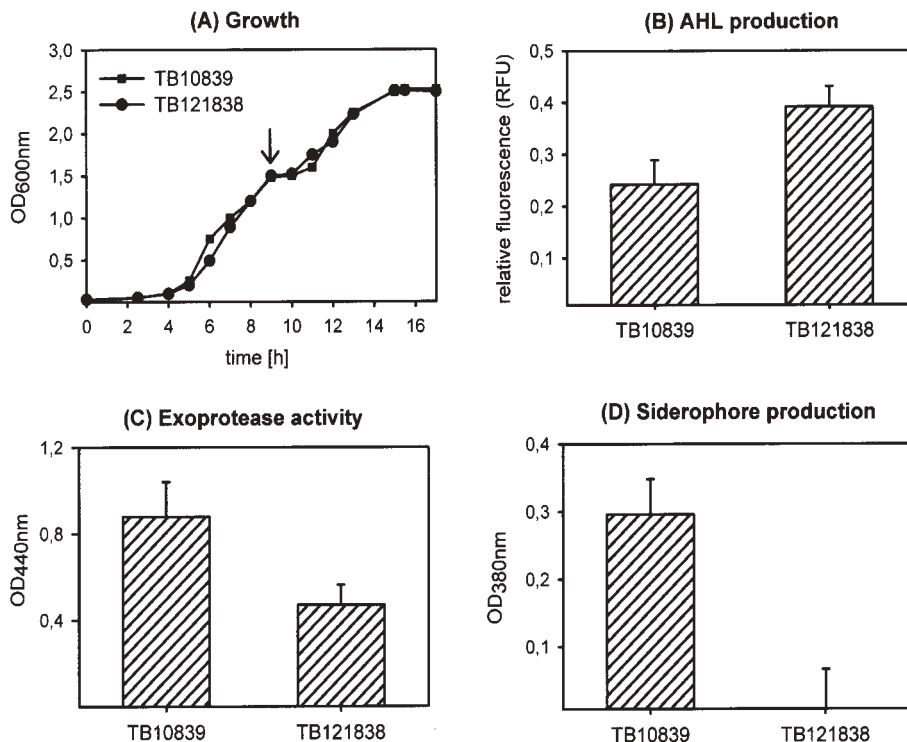 (A) Growth
OD600nm
3,0
2,5
2,0
1,5
1,0
0,5
TB10839
TB121838
0 2 4 6 8 10 12 14 16
time [h]
(B) AHL production
relative fluorescence (RFU)
0,5
0,4
0,3
0,2
0,1
TB10839 TB121838
(C) Exoprotease activity
OD440nm
1,2
0,8
0,4
TB10839 TB121838
(D) Siderophore production
OD380nm
0,4
0,3
0,2
0,1
TB10839 TB121838